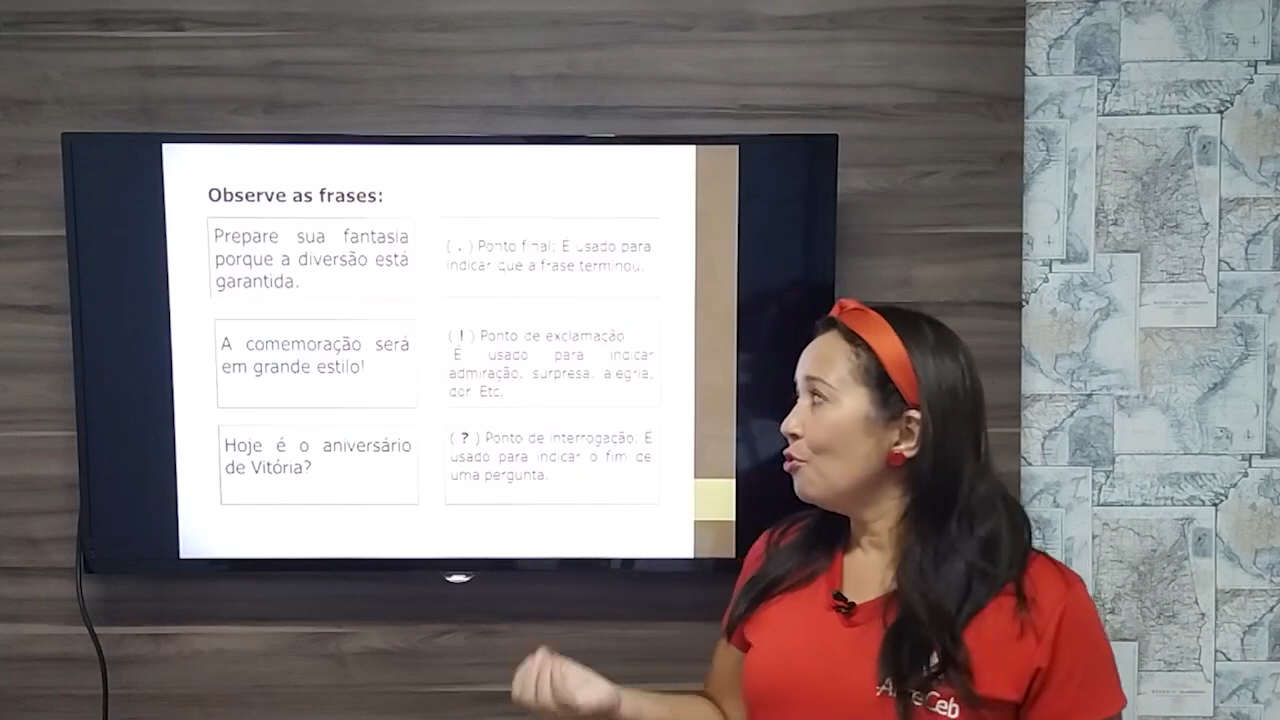 Observe as frases:
Prepare sua fantasia
porque a diversão está
garantida.
( . ) Ponto final: É usado para
indicar que a frase terminou.
A comemoração será
em grande estilo!
( ! ) Ponto de exclamação
É usado para indicar
admiração, surpresa, alegria,
dor Etc.
Hoje é o aniversário
de Vitória?
( ? ) Ponto de interrogação. É
usado para indicar o fim de
uma pergunta.